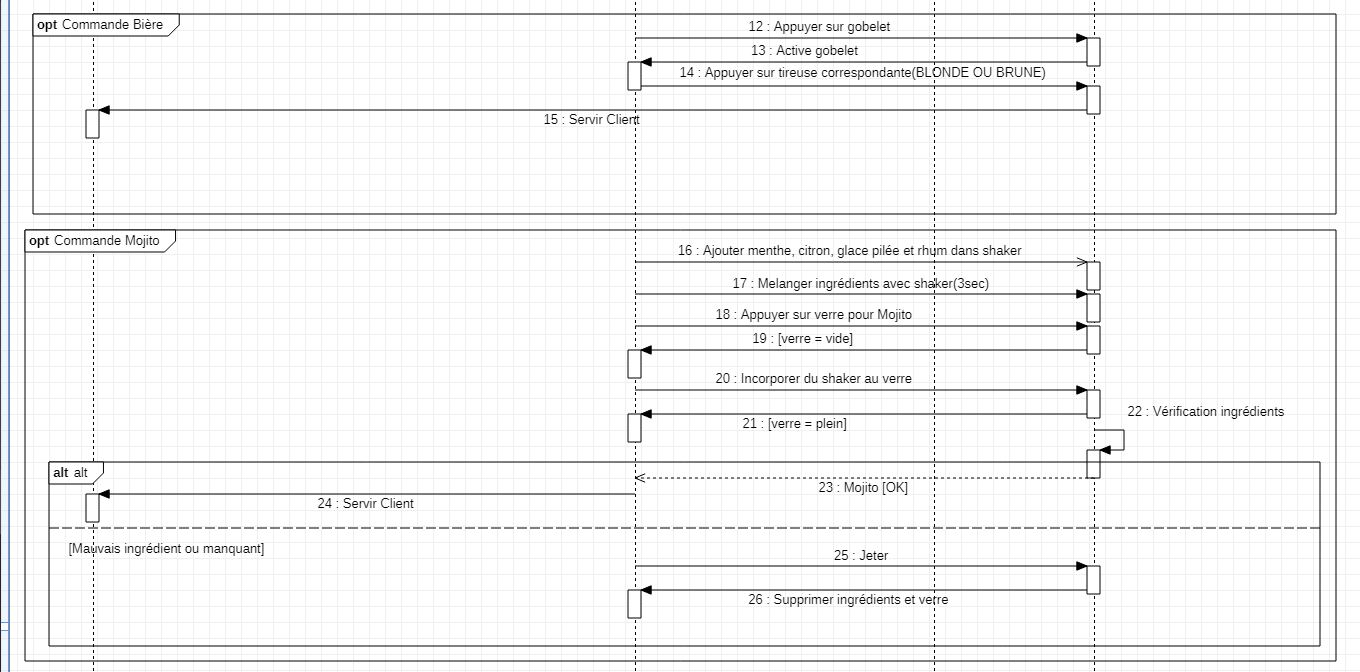 opt Commande Bière
12 : Appuyer sur gobelet
13 : Active gobelet
14 : Appuyer sur tireuse correspondante(BLONDE OU BRUNE)
15 : Servir Client
opt Commande Mojito
16 : Ajouter menthe, citron, glace pilée et rhum dans shaker
17 : Melanger ingrédients avec shaker(3sec)
18 : Appuyer sur verre pour Mojito
19 : [verre = vide]
20 : Incorporer du shaker au verre
21 : [verre = plein]
22 : Vérification ingrédients
alt alt
23 : Mojito [OK]
24 : Servir Client
[Mauvais ingrédient ou manquant]
25 : Jeter
26 : Supprimer ingrédients et verre